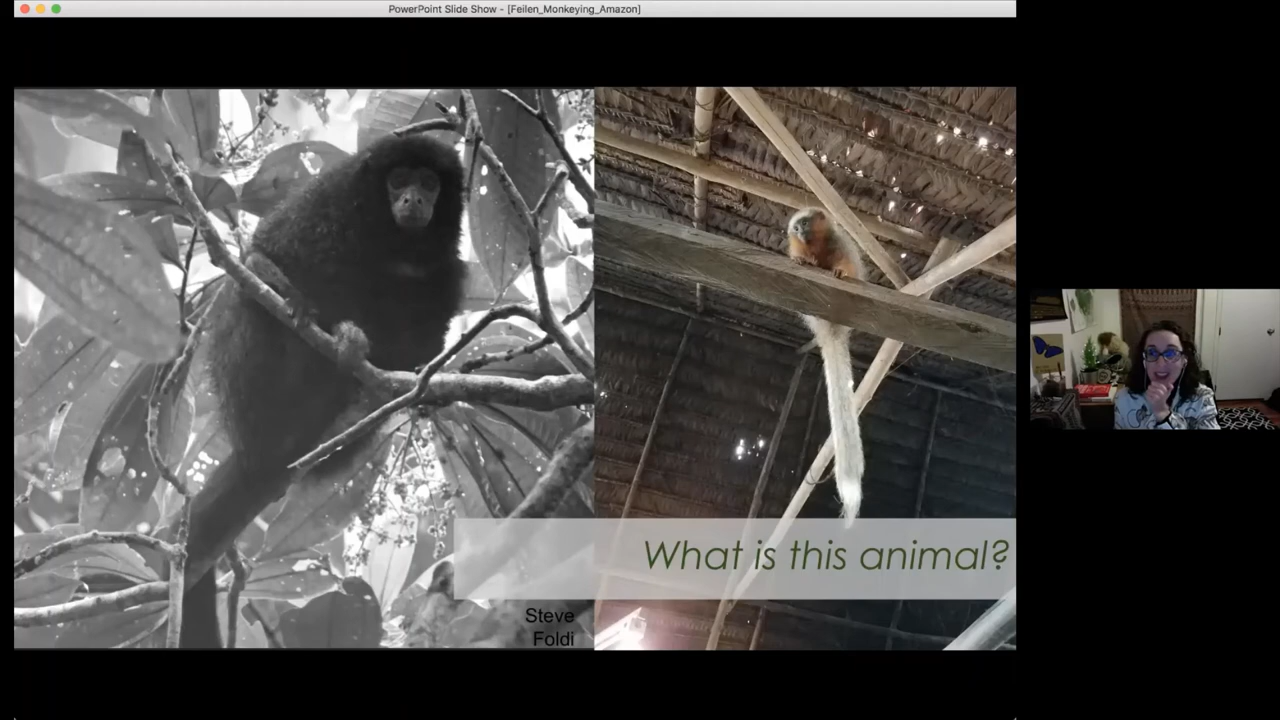 PowerPoint Slide Show - [Feilen_Monkeying_Amazon]
What is this animal?
Steve
Foldi